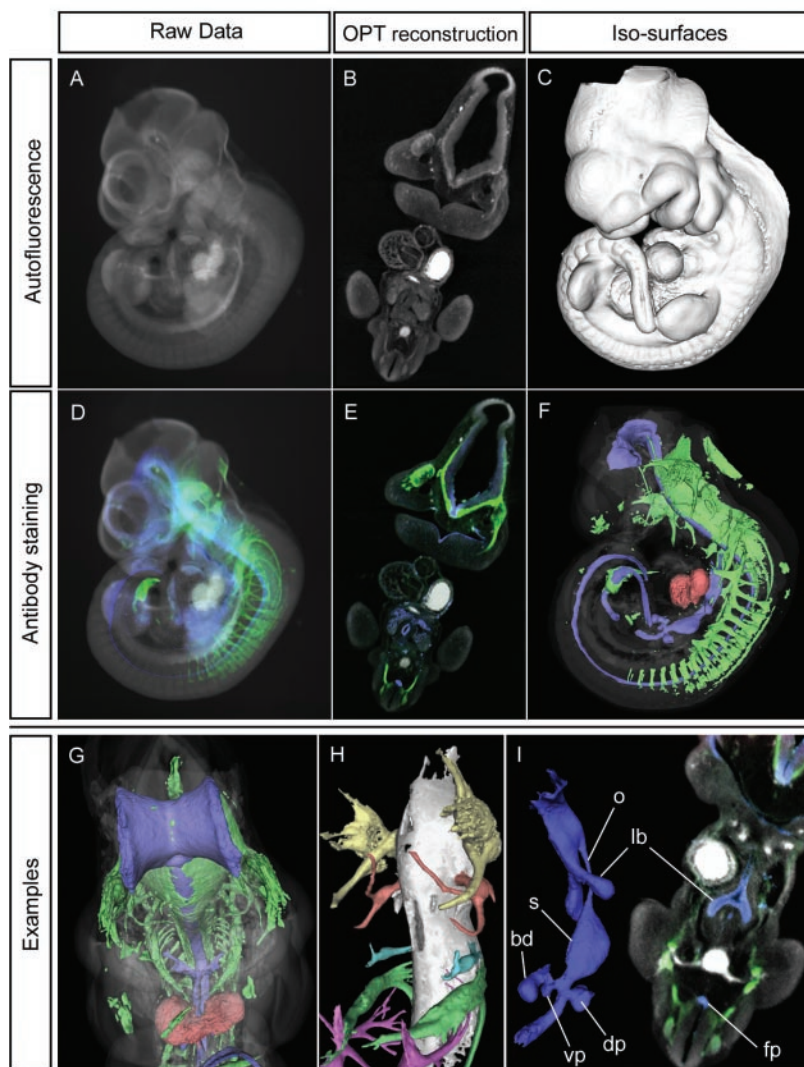 Raw Data
OPT reconstruction
Iso-surfaces
Autofluorescence
A
B
C
Antibody staining
D
E
F
Examples
G
H
I
o
lb
s
bd
vp
dp
fp